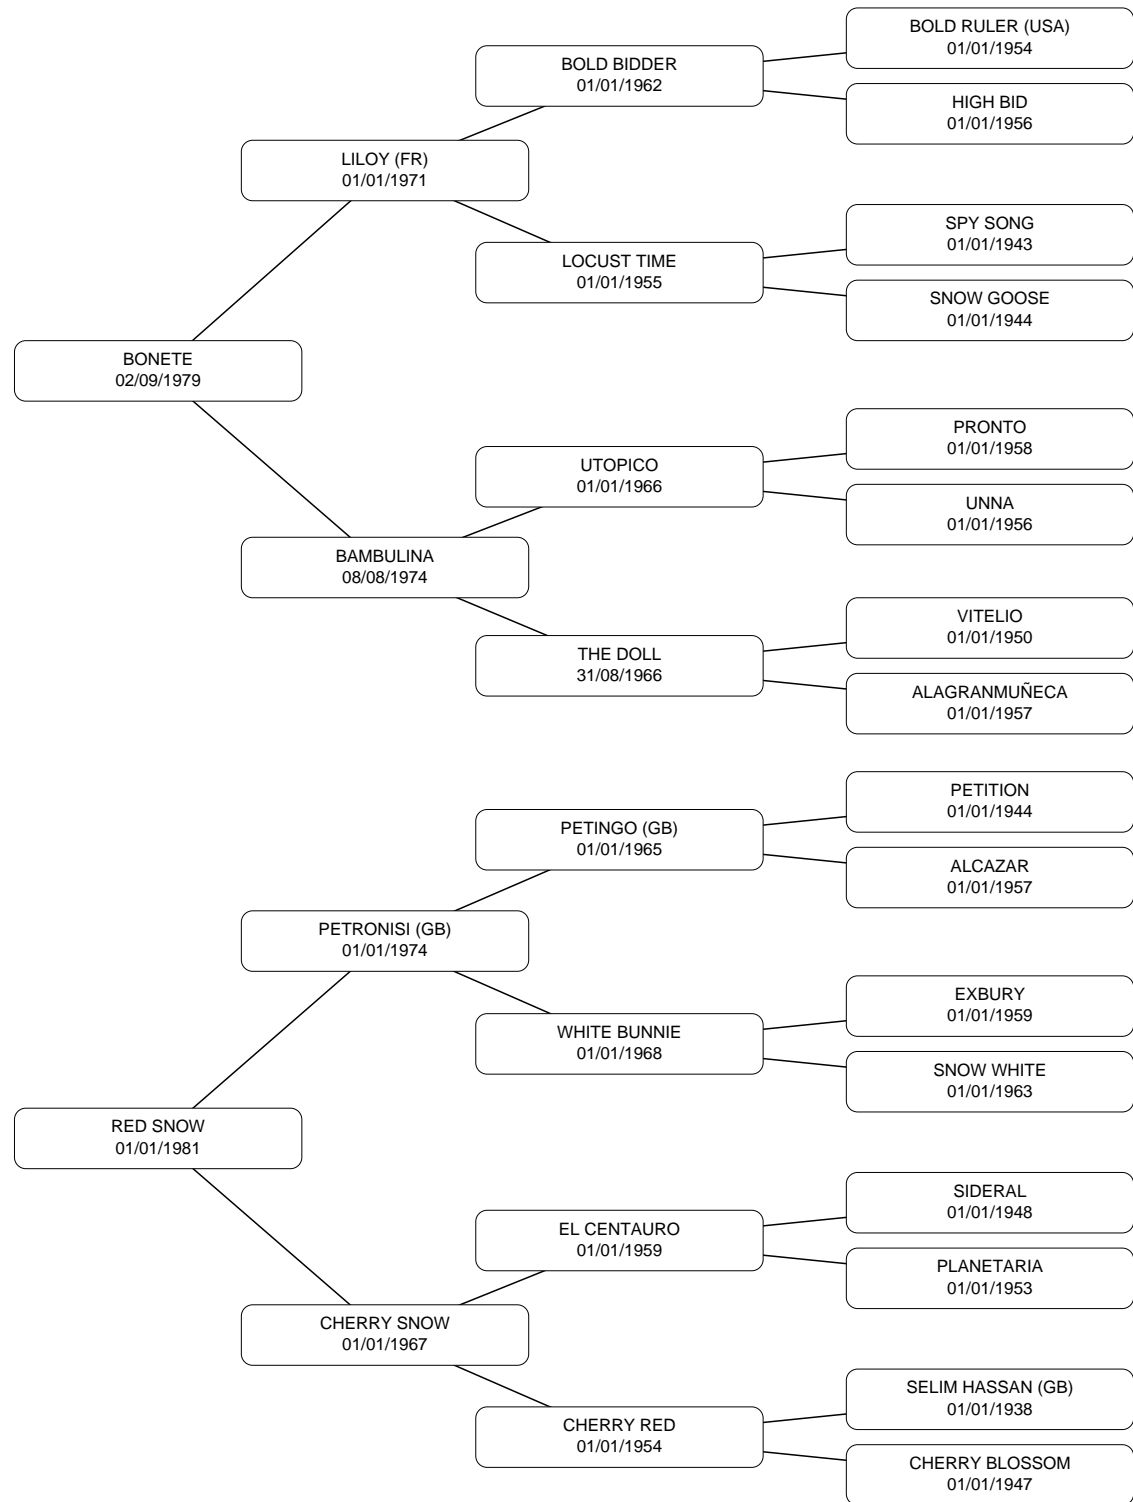 BOLD RULER (USA)
01/01/1954
BOLD BIDDER
01/01/1962
HIGH BID
01/01/1956
LILOY (FR)
01/01/1971
SPY SONG
01/01/1943
LOCUST TIME
01/01/1955
SNOW GOOSE
01/01/1944
BONETE
02/09/1979
PRONTO
01/01/1958
UTOPICO
01/01/1966
UNNA
01/01/1956
BAMBULINA
08/08/1974
VITELIO
01/01/1950
THE DOLL
31/08/1966
ALAGRANMUÑECA
01/01/1957
PETITION
01/01/1944
PETINGO (GB)
01/01/1965
ALCAZAR
01/01/1957
PETRONISI (GB)
01/01/1974
EXBURY
01/01/1959
WHITE BUNNIE
01/01/1968
SNOW WHITE
01/01/1963
RED SNOW
01/01/1981
SIDERAL
01/01/1948
EL CENTAURO
01/01/1959
PLANETARIA
01/01/1953
CHERRY SNOW
01/01/1967
SELIM HASSAN (GB)
01/01/1938
CHERRY RED
01/01/1954
CHERRY BLOSSOM
01/01/1947